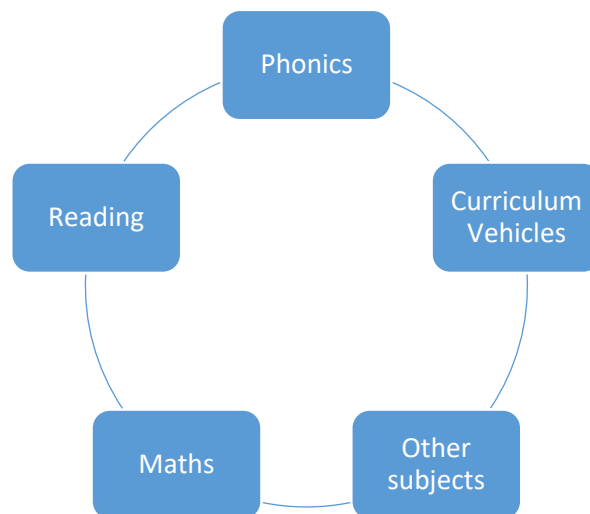 Phonics
Curriculum
Vehicles
Other
subjects
Maths
Reading